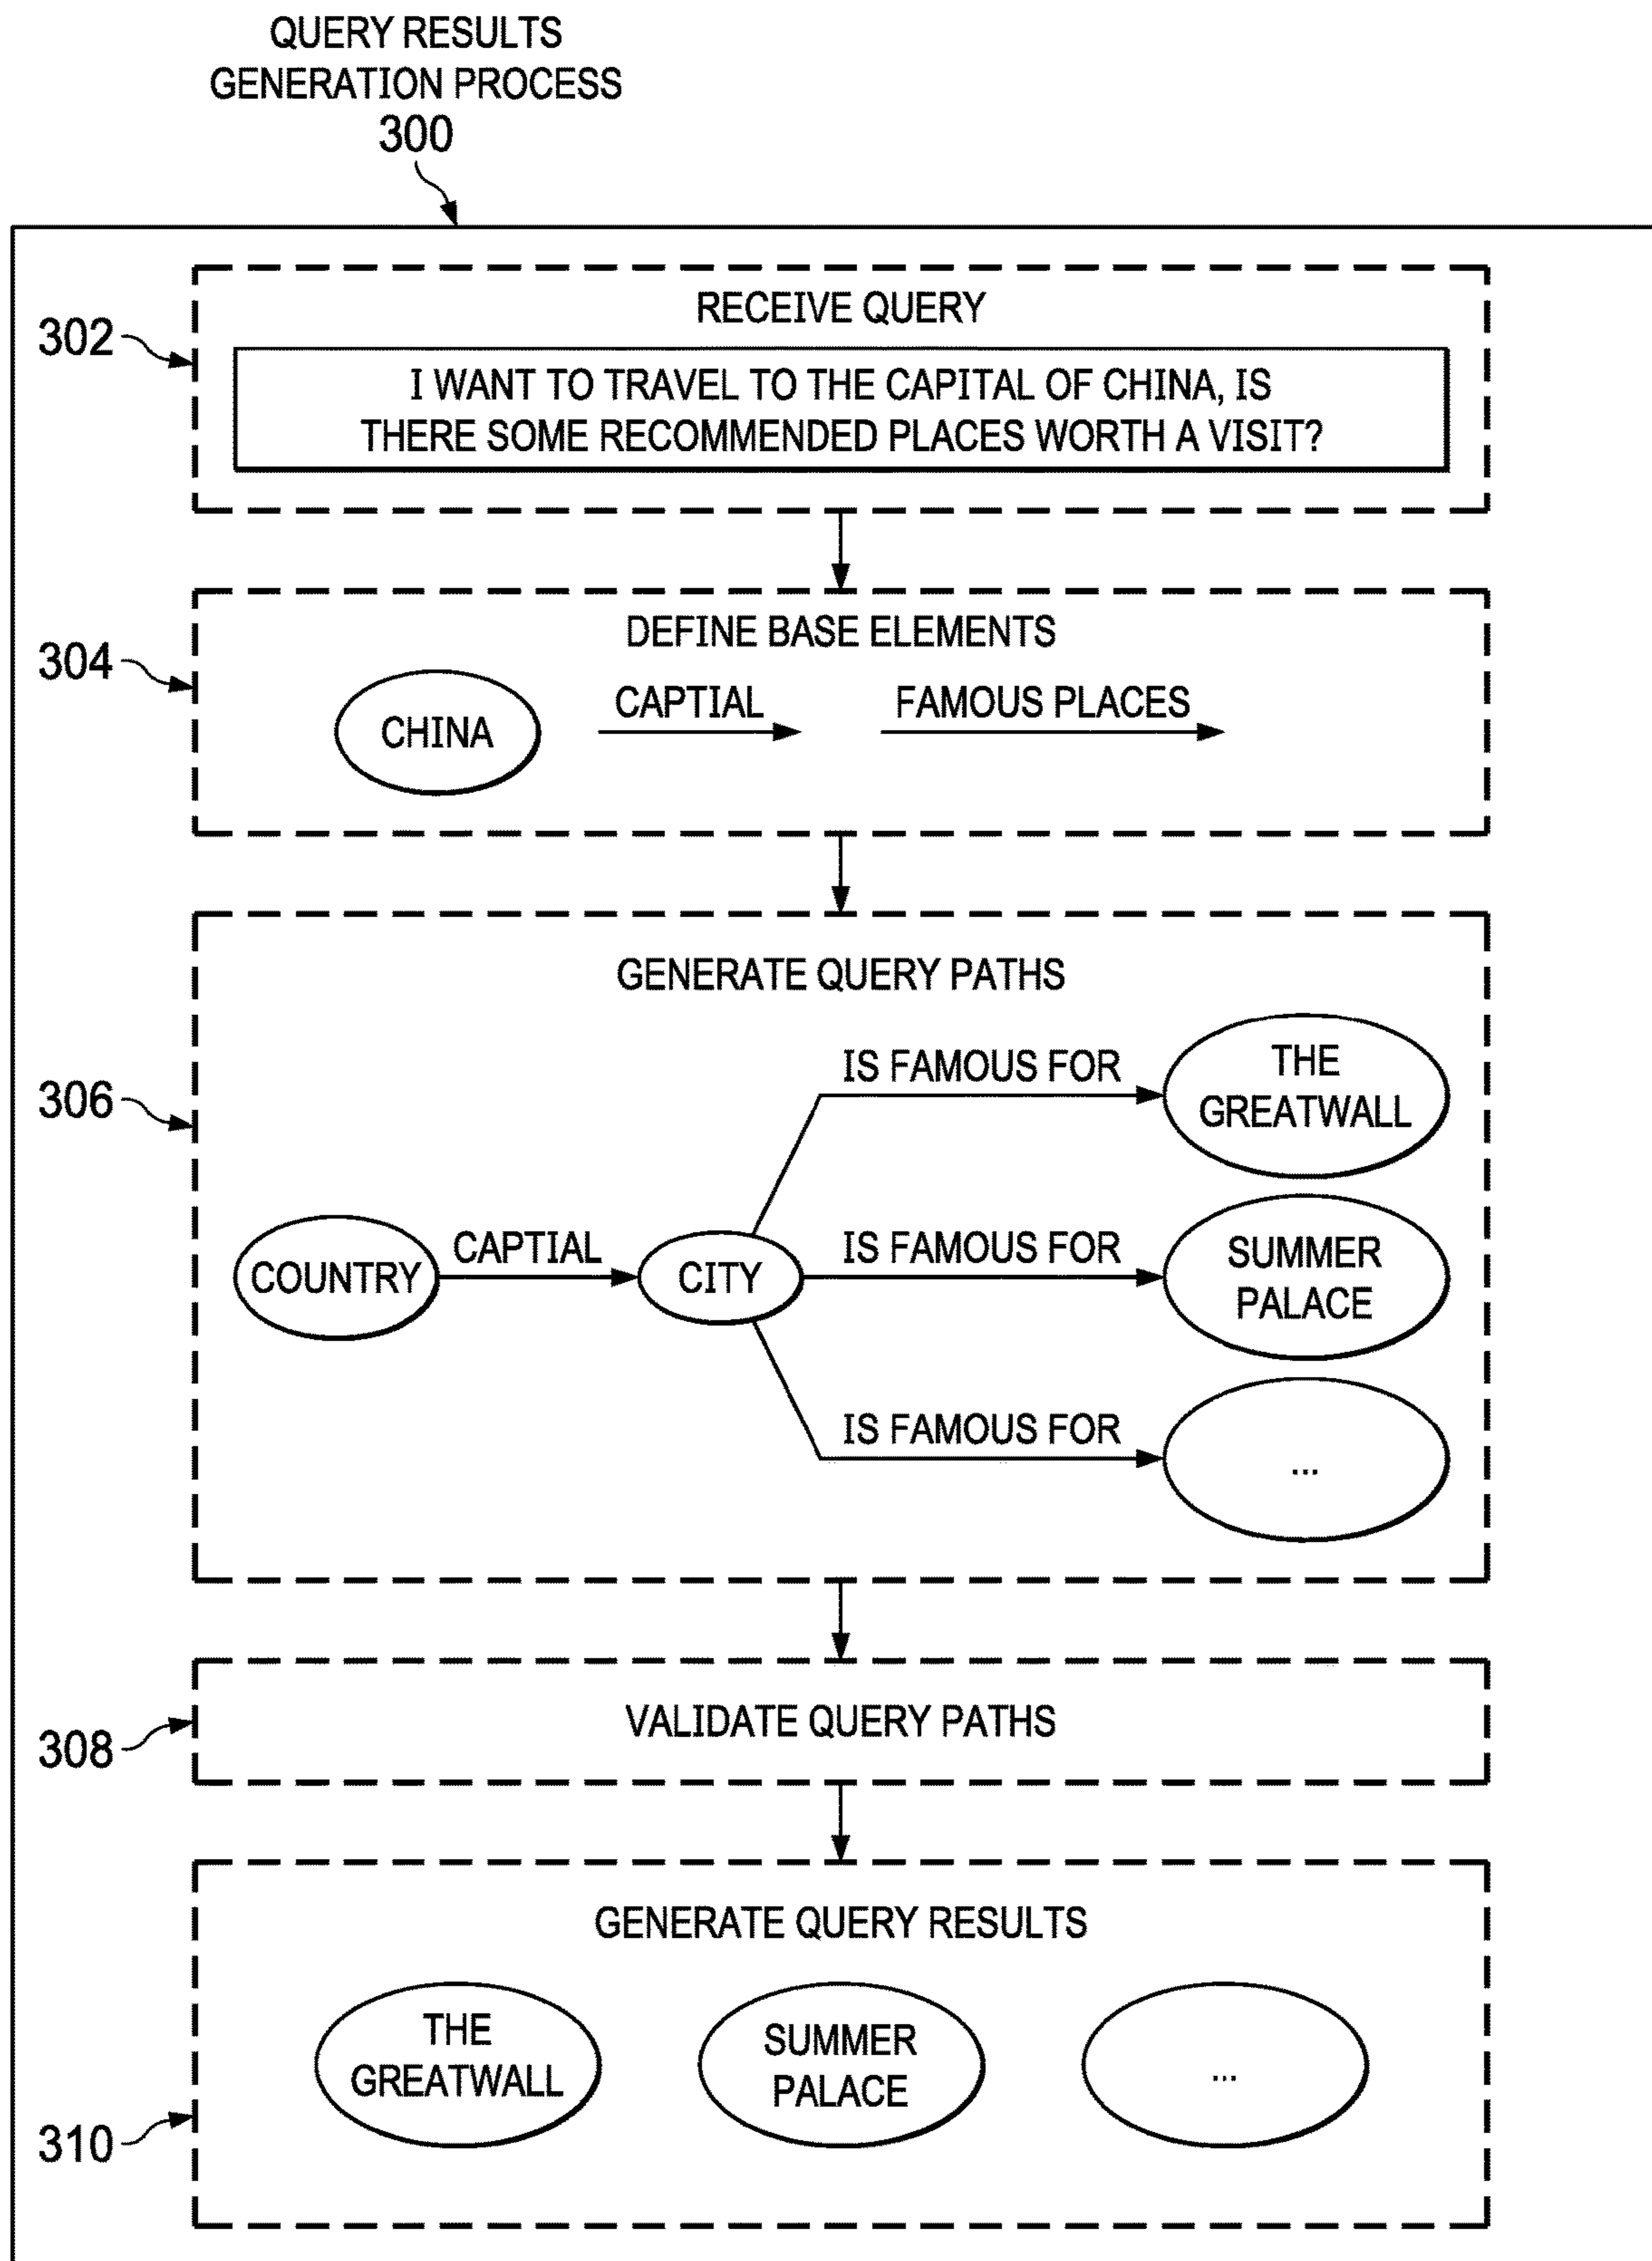 QUERY RESULTS
GENERATION PROCESS
300
302
RECEIVE QUERY
I WANT TO TRAVEL TO THE CAPITAL OF CHINA, IS
THERE SOME RECOMMENDED PLACES WORTH A VISIT?
304
DEFINE BASE ELEMENTS
CHINA
CAPTIAL
FAMOUS PLACES
306
GENERATE QUERY PATHS
IS FAMOUS FOR
THE
GREATWALL
COUNTRY
CAPTIAL
CITY
IS FAMOUS FOR
SUMMER
PALACE
IS FAMOUS FOR
...
308
VALIDATE QUERY PATHS
310
GENERATE QUERY RESULTS
THE
GREATWALL
SUMMER
PALACE
...